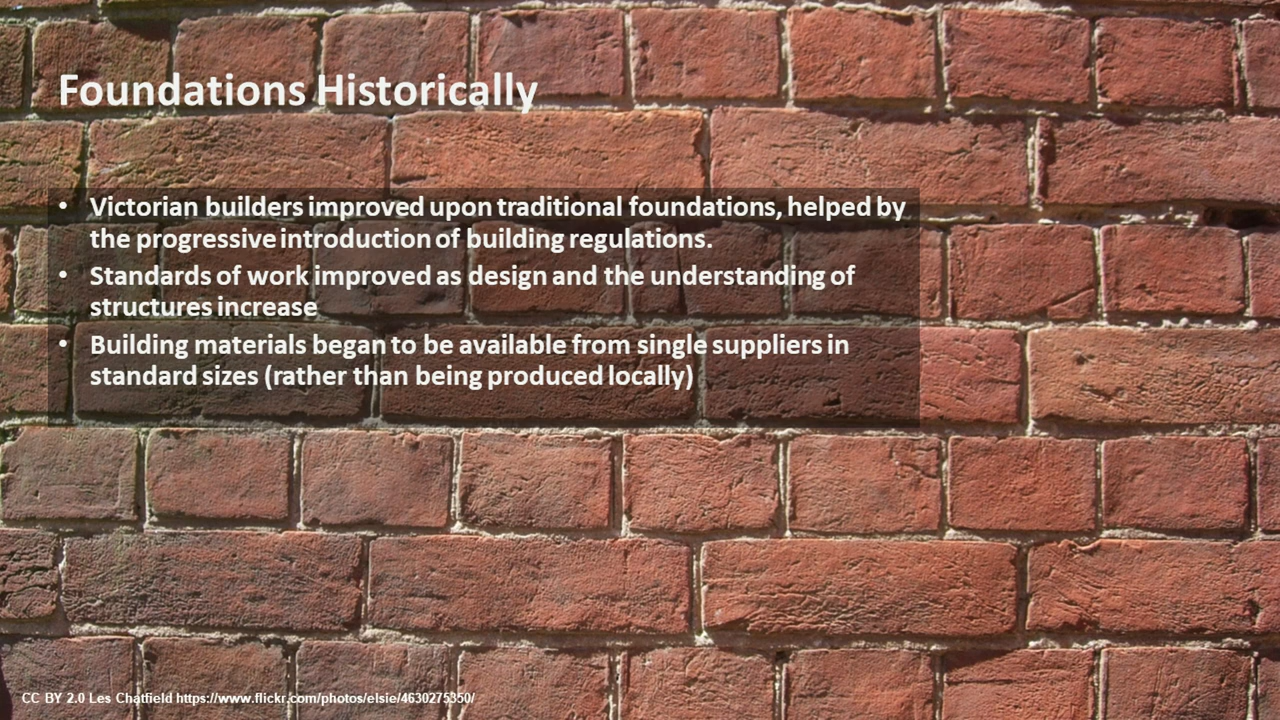 Foundations Historically
• Victorian builders improved upon traditional foundations, helped by
the progressive introduction of building regulations.
• Standards of work improved as design and the understanding of
structures increase
• Building materials began to be available from single suppliers in
standard sizes (rather than being produced locally)
CC BY 2.0 Les Chatfield https://www.flickr.com/photos/elsie/4630275350/